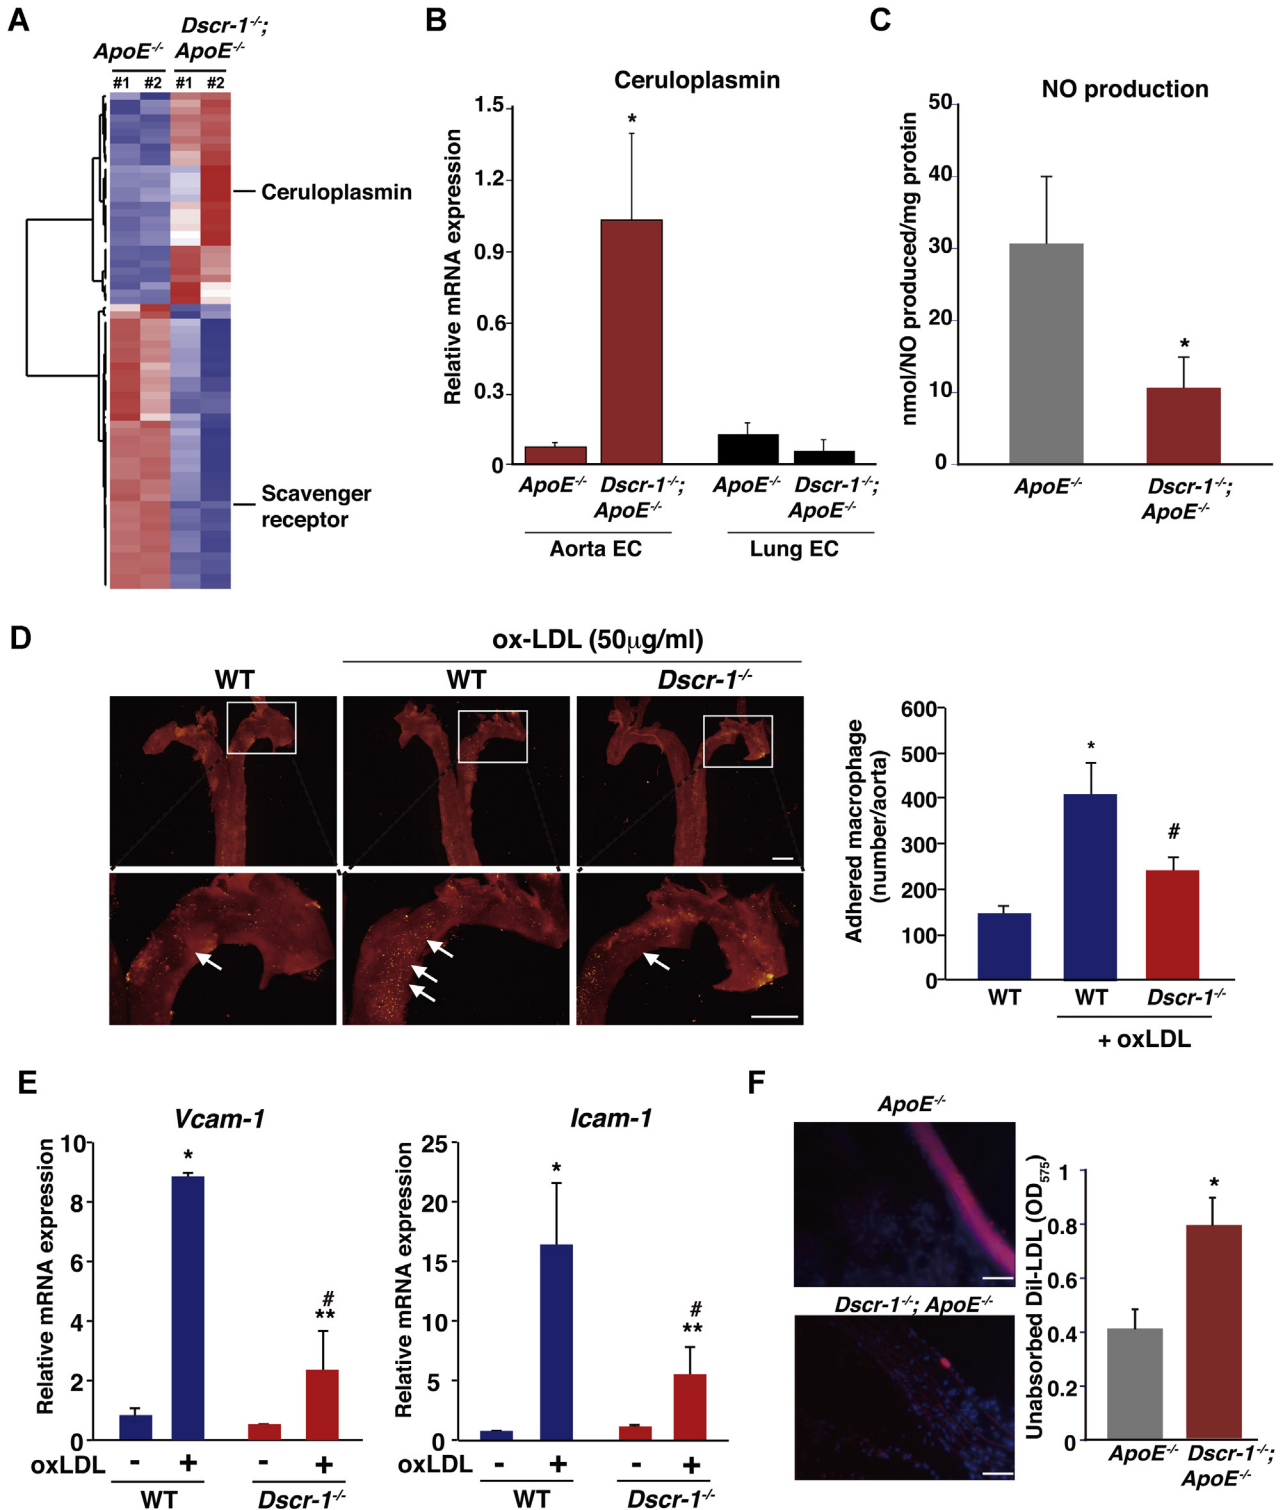 A
Dscr-1-/-;
ApoE-/- ApoE-/-
#1 #2 #1 #2
Ceruloplasmin
Scavenger
receptor
B
Ceruloplasmin
Relative mRNA expression
1.5
1.2
0.9
0.6
0.3
0
*
ApoE-/- Dscr-1-/-; ApoE-/- Dscr-1-/-;
ApoE-/- ApoE-/-
Aorta EC Lung EC
C
NO production
nmol/NO produced/mg protein
50
40
30
20
10
0
*
ApoE-/- Dscr-1-/-;
ApoE-/-
D
ox-LDL (50μg/ml)
WT WT Dscr-1-/-
Adhered macrophage
(number/aorta)
600
500
400
300
200
100
0
*
#
WT WT Dscr-1-/-
+ oxLDL
E
Vcam-1
Relative mRNA expression
10
8
6
4
2
0
*
#
**
oxLDL - + - +
WT Dscr-1-/-
Icam-1
Relative mRNA expression
25
20
15
10
5
0
*
#
**
oxLDL - + - +
WT Dscr-1-/-
F
ApoE-/-
Dscr-1-/-; ApoE-/-
Unabsorbed Dil-LDL (OD575)
1
0.8
0.6
0.4
0.2
0
*
ApoE-/- Dscr-1-/-;
ApoE-/-